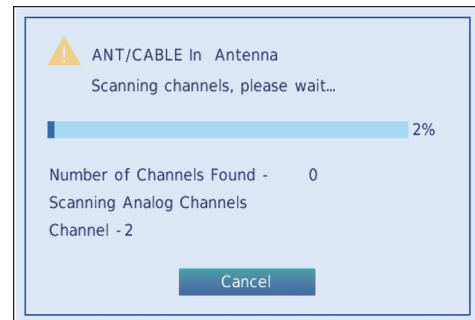 ANT/CABLE In Antenna
Scanning channels, please wait...
2%
Number of Channels Found - 0
Scanning Analog Channels
Channel - 2
Cancel